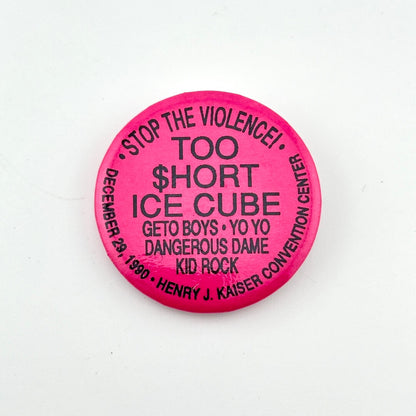 • STOP THE VIOLENCE! •
TOO
$HORT
ICE CUBE
GETO BOYS • YO YO
DANGEROUS DAME
KID ROCK
DECEMBER 29, 1990 • HENRY J. KAISER CONVENTION CENTER